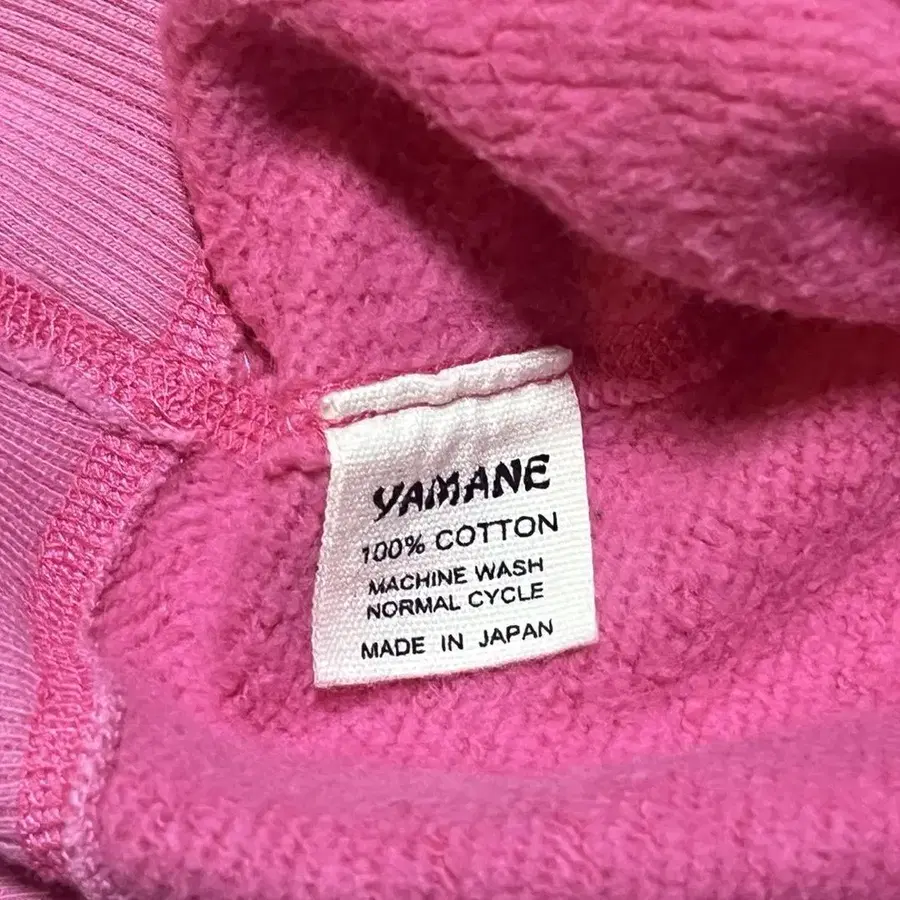 YAMANE
100% COTTON
MACHINE WASH
NORMAL CYCLE
MADE IN JAPAN